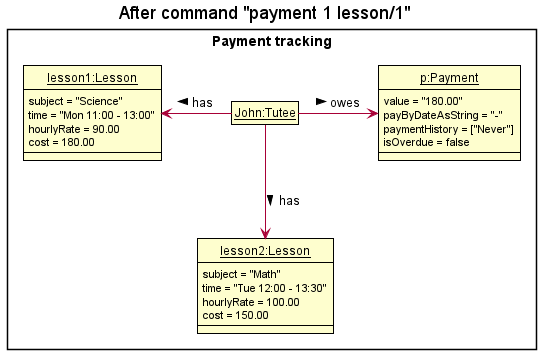 After command "payment 1 lesson/1"
Payment tracking
lesson1:Lesson
subject = "Science"
time = "Mon 11:00 - 13:00"
hourlyRate = 90.00
cost = 180.00
has
John:Tutee
owes
p:Payment
value = "180.00"
payByDateAsString = "-"
paymentHistory = ["Never"]
isOverdue = false
has
lesson2:Lesson
subject = "Math"
time = "Tue 12:00 - 13:30"
hourlyRate = 100.00
cost = 150.00